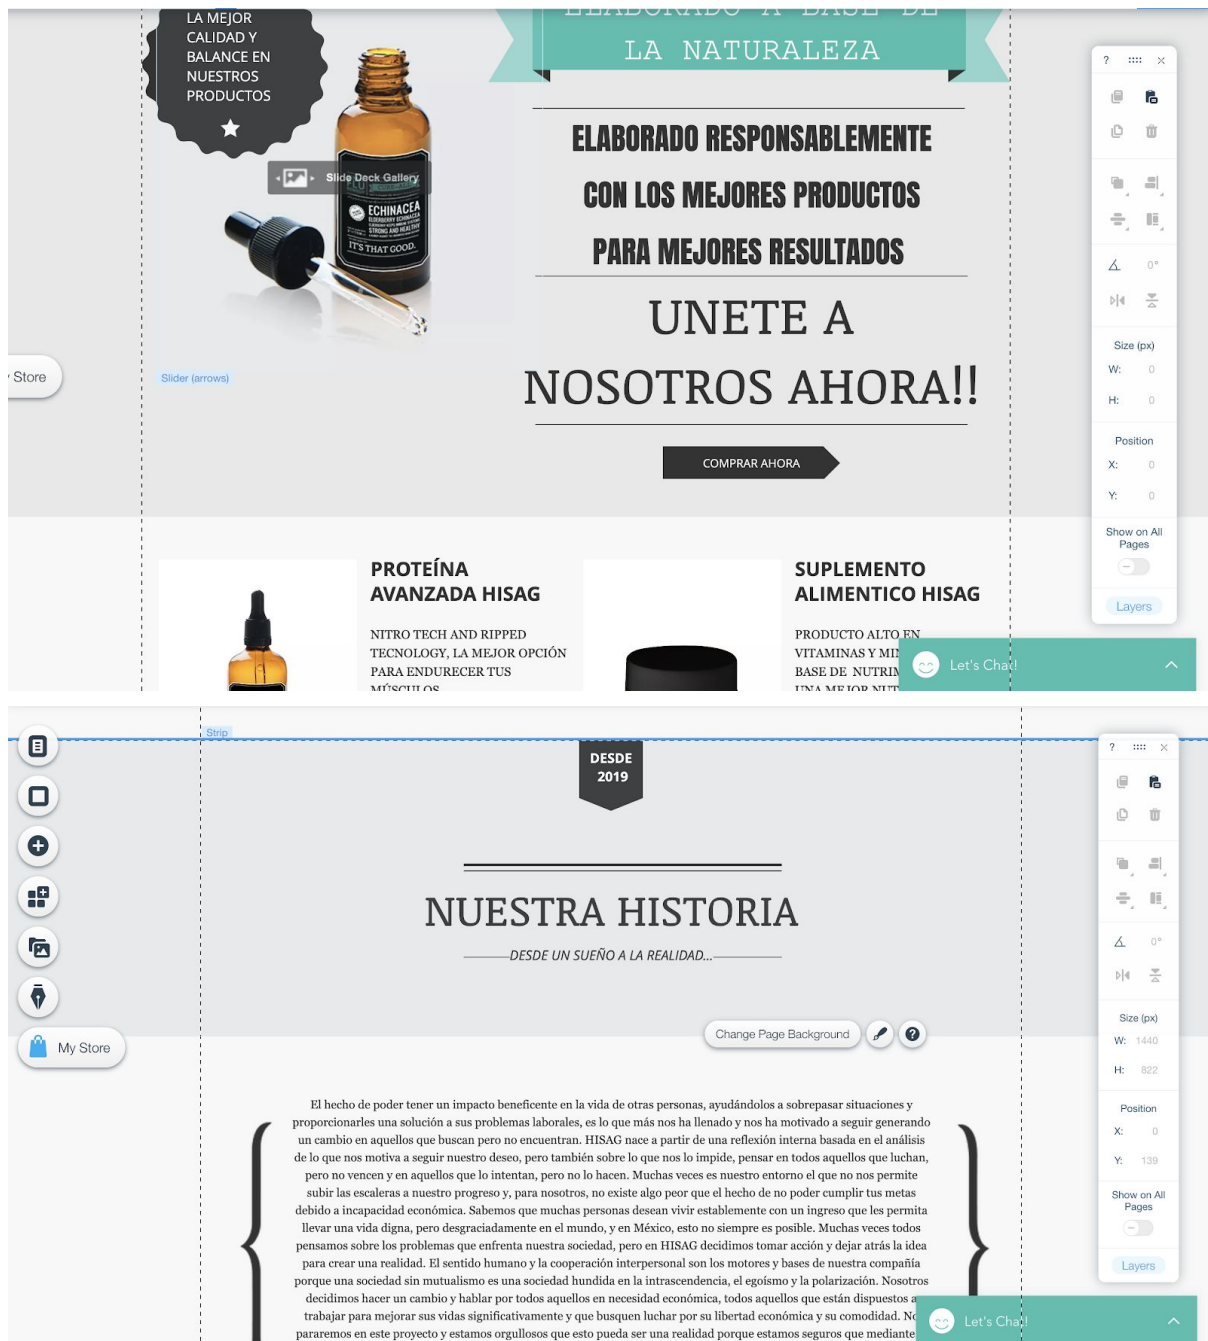 LA MEJOR
CALIDAD Y
BALANCE EN
NUESTROS
PRODUCTOS
ELABORADO A BASE DE
LA NATURALEZA
ELABORADO RESPONSABLEMENTE
CON LOS MEJORES PRODUCTOS
PARA MEJORES RESULTADOS
Slide Deck Gallery
ECHINACEA
STRONG AND HEALTHY
IT'S THAT GOOD.
UNETE A
NOSOTROS AHORA!!
Store
Slider (arrows)
COMPRAR AHORA
PROTEÍNA
AVANZADA HISAG
NITRO TECH AND RIPPED
TECNOLOGY, LA MEJOR OPCIÓN
PARA ENDURECER TUS
MÚSCULOS
SUPLEMENTO
ALIMENTICO HISAG
PRODUCTO ALTO EN
VITAMINAS Y
BASE DE
UNA MEJOR
?
0°
Size (px)
W: 0
H: 0
Position
X: 0
Y: 0
Show on All
Pages
Layers
Let's Chat!
Strip
DESDE
2019
NUESTRA HISTORIA
DESDE UN SUEÑO A LA REALIDAD...
My Store
Change Page Background
?
El hecho de poder tener un impacto beneficente en la vida de otras personas, ayudándolos a sobrepasar situaciones y
proporcionarles una solución a sus problemas laborales, es lo que más nos ha llenado y nos ha motivado a seguir generando
un cambio en aquellos que buscan pero no encuentran. HISAG nace a partir de una reflexión interna basada en el análisis
de lo que nos motiva a seguir nuestro deseo, pero también sobre lo que nos lo impide, pensar en todos aquellos que luchan,
pero no vencen y en aquellos que lo intentan, pero no lo hacen. Muchas veces es nuestro entorno el que no nos permite
subir las escaleras a nuestro progreso y, para nosotros, no existe algo peor que el hecho de no poder cumplir tus metas
debido a incapacidad económica. Sabemos que muchas personas desean vivir establemente con un ingreso que les permita
llevar una vida digna, pero desgraciadamente en el mundo, y en México, esto no siempre es posible. Muchas veces todos
pensamos sobre los problemas que enfrenta nuestra sociedad, pero en HISAG decidimos tomar acción y dejar atrás la idea
para crear una realidad. El sentido humano y la cooperación interpersonal son los motores y bases de nuestra compañía
porque una sociedad sin mutualismo es una sociedad hundida en la intrascendencia, el egoísmo y la polarización. Nosotros
decidimos hacer un cambio y hablar por todos aquellos en necesidad económica, todos aquellos que están dispuestos a
trabajar para mejorar sus vidas significativamente y que busquen luchar por su libertad económica y su comodidad. No
pararemos en este proyecto y estamos orgullosos que esto pueda ser una realidad porque estamos seguros que mediante
?
0°
Size (px)
W: 1440
H: 822
Position
X: 0
Y: 139
Show on All
Pages
Layers
Let's Chat!